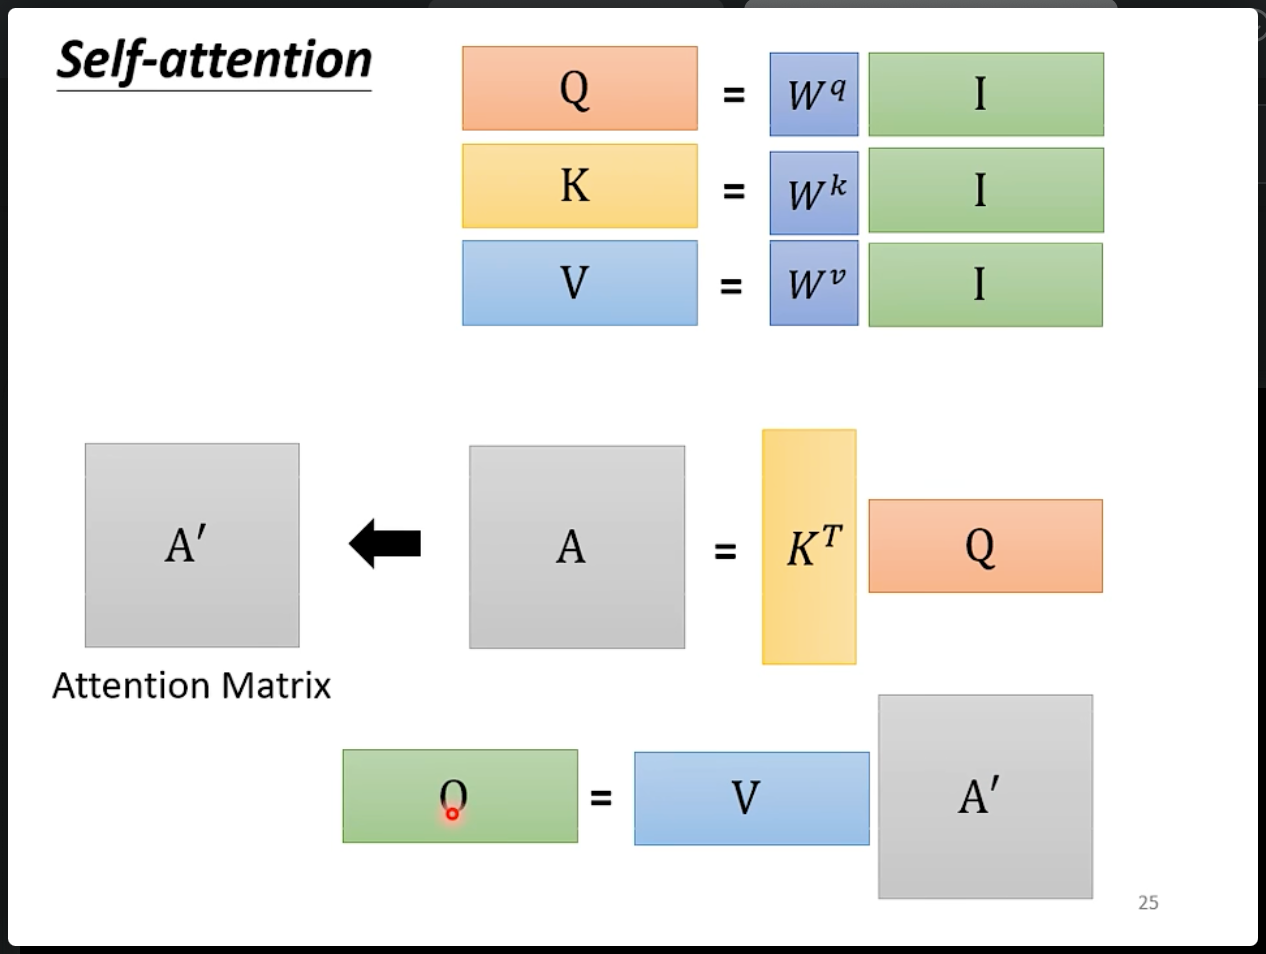 Self-attention
Q = W^q I
K = W^k I
V = W^v I
A′ A = K^T Q
Attention Matrix
O = V A′
25